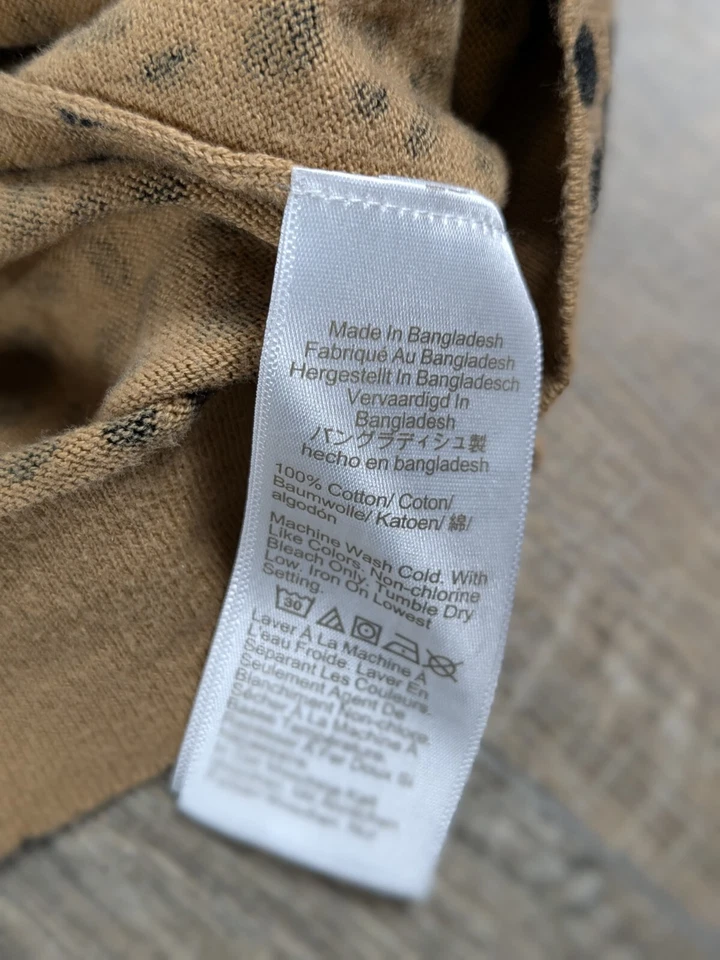 Made In Bangladesh
Fabriqué Au Bangladesh
Hergestellt In Bangladesch
Vervaardigd In
Bangladesh
バングラディシュ製
hecho en bangladesh
100% Cotton/ Coton/
Baumwolle/ Katoen/ 綿/
algodón
Machine Wash Cold. With
Like Colors. Non-chlorine
Bleach Only. Tumble Dry
Low. Iron On Lowest
Setting.
30
Laver À La Machine À
L'eau Froide. Laver En
Séparant Les Couleurs.
Seulement Agent De
Blanchiment Non-chlore.
Sécher À La Machine À
Basse Température.